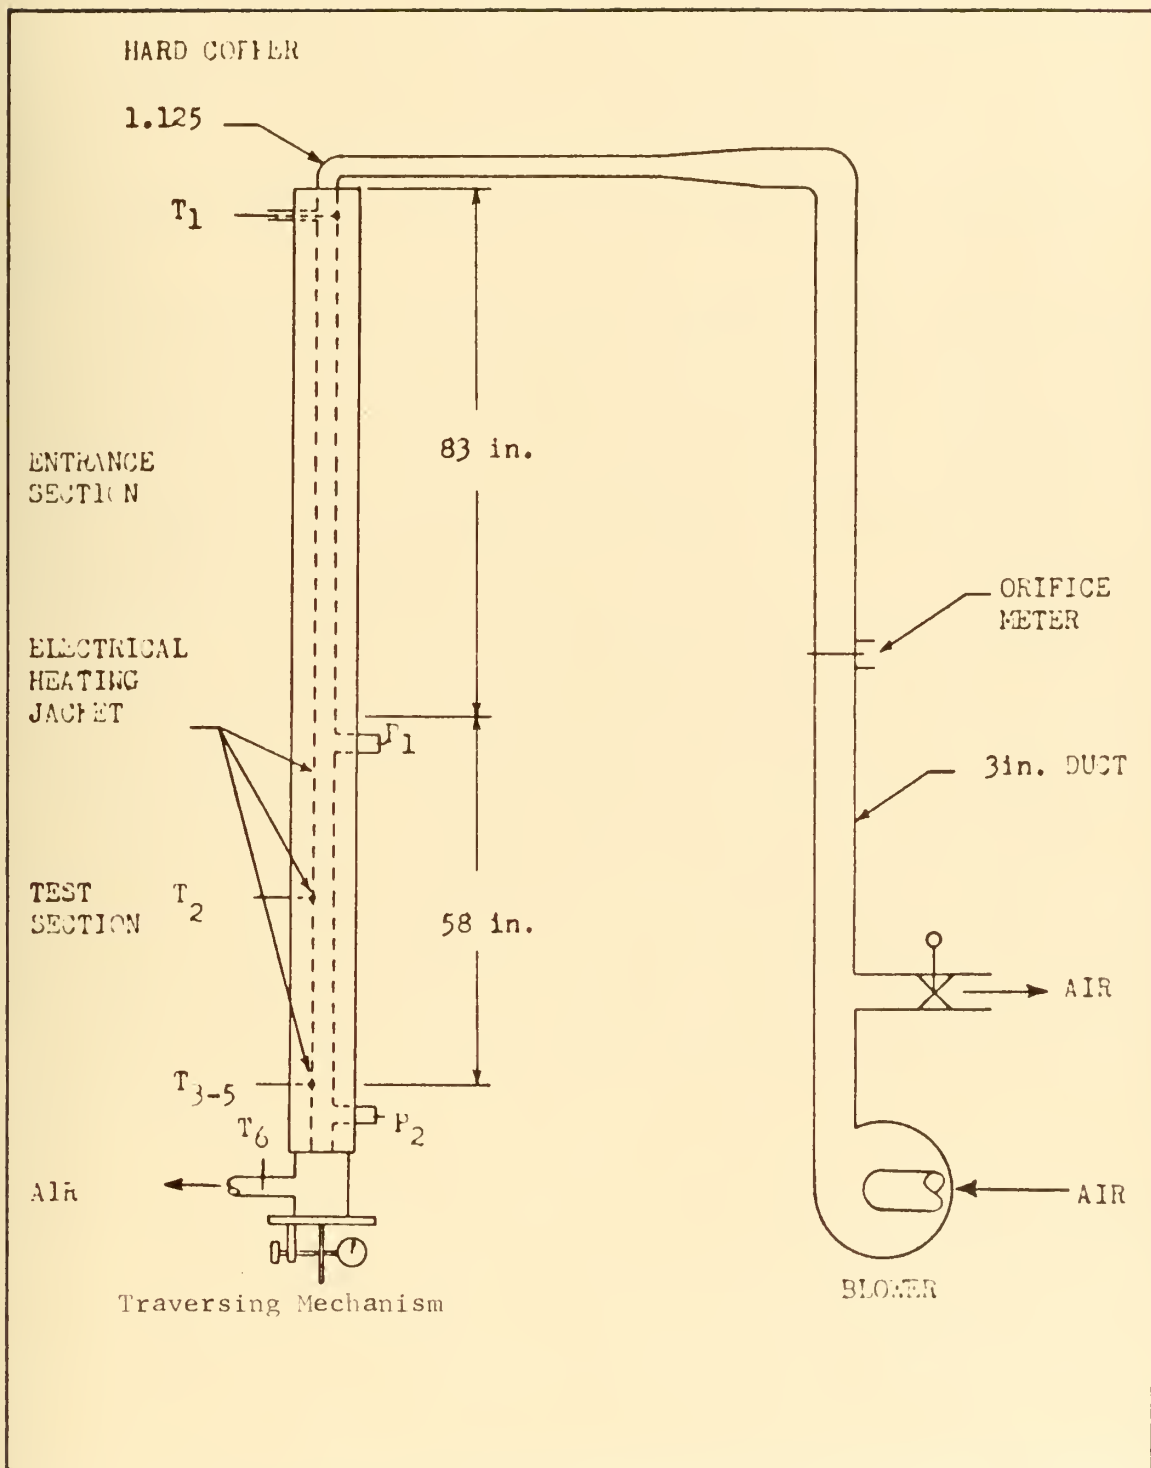 HARD COPPER
1.125
T1
83 in.
ENTRANCE
SECTION
ORIFICE
METER
ELECTRICAL
HEATING
JACKET
P1
3in. DUCT
TEST
SECTION
T2
58 in.
AIR
T3-5
P2
T6
AIR
AIR
BLOWER
Traversing Mechanism